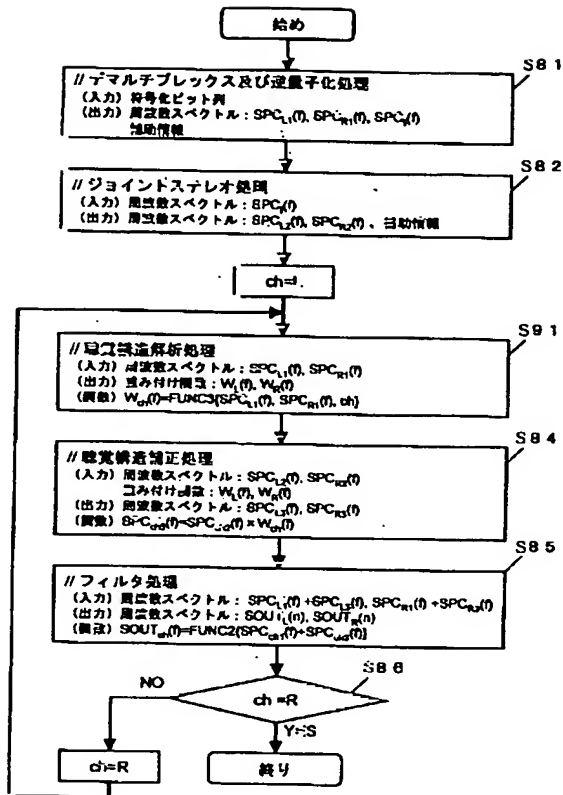 始め
S81
// デマルチプレックス及び逆量子化処理
(入力) 符号化ビット列
(出力) 周波数スペクトル：SPC_L1(f), SPC_R1(f), SPC_I(f)
補助情報
S82
// ジョイントステレオ処理
(入力) 周波数スペクトル：SPC_I(f)
(出力) 周波数スペクトル：SPC_L2(f), SPC_R2(f)、補助情報
ch=L
S91
// 聴覚構造解析処理
(入力) 周波数スペクトル：SPC_L1(f), SPC_R1(f)
(出力) 重み付け関数：W_L(f), W_R(f)
(関数) W_ch(f)=FUNC3{SPC_L1(f), SPC_R1(f), ch}
S84
// 聴覚構造補正処理
(入力) 周波数スペクトル：SPC_L2(f), SPC_R2(f)
重み付け関数：W_L(f), W_R(f)
(出力) 周波数スペクトル：SPC_L3(f), SPC_R3(f)
(関数) SPC_ch3(f)=SPC_ch2(f)×W_ch(f)
S85
// フィルタ処理
(入力) 周波数スペクトル：SPC_L1(f)+SPC_L3(f), SPC_R1(f)+SPC_R3(f)
(出力) 周波数スペクトル：SOUT_L(n), SOUT_R(n)
(関数) SOUT_ch(f)=FUNC2{SPC_ch1(f)+SPC_ch3(f)}
S86
NO
ch=R
YES
ch=R
終り